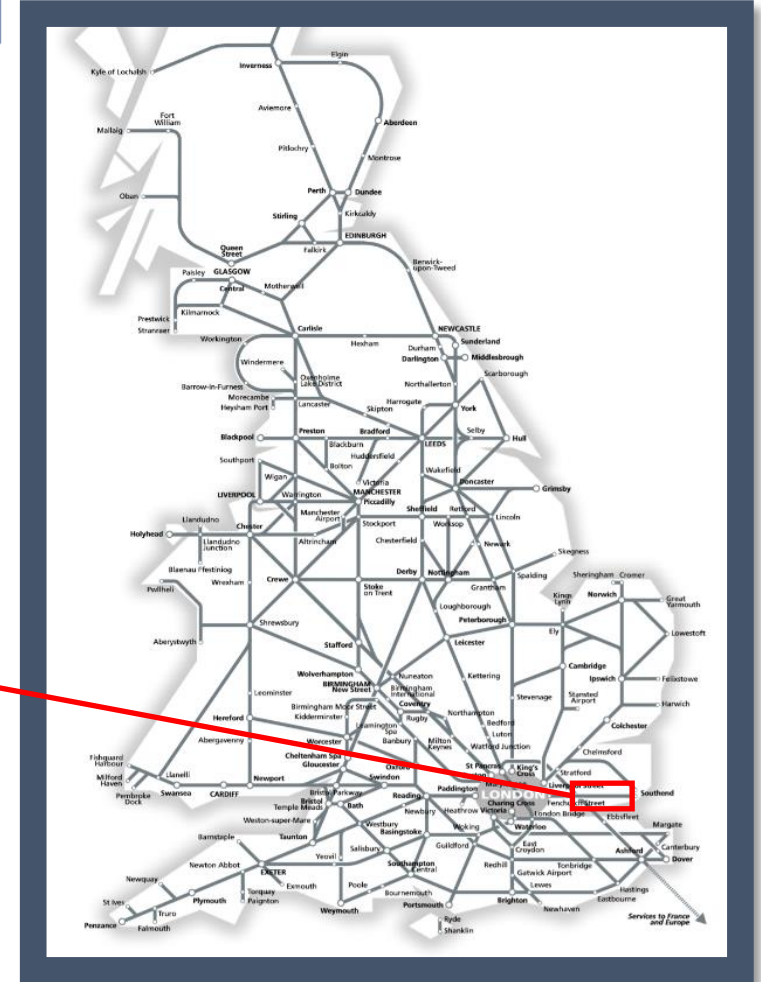 Elgin
Inverness
Kyle of Lochalsh
Aviemore
Fort
William
Aberdeen
Mallaig
Pitlochry
Montrose
Perth
Dundee
Oban
Kirkcaldy
Stirling
EDINBURGH
Queen
Street
Falkirk
Berwick-
upon-Tweed
Paisley
GLASGOW
Central
Motherwell
Kilmarnock
Prestwick
Stranraer
Carlisle
NEWCASTLE
Workington
Hexham
Sunderland
Durham
Darlington
Middlesbrough
Windermere
Scarborough
Oxenholme
Lake District
Barrow-in-Furness
Northallerton
Morecambe
Heysham Port
Lancaster
Harrogate
Skipton
York
Blackpool
Preston
Bradford
Selby
Hull
Blackburn
LEEDS
Huddersfield
Southport
Bolton
Wakefield
Wigan
Victoria
Doncaster
MANCHESTER
Piccadilly
Grimsby
LIVERPOOL
Warrington
Sheffield
Retford
Manchester
Airport
Lincoln
Llandudno
Stockport
Worksop
Chester
Holyhead
Llandudno
Junction
Altrincham
Chesterfield
Newark
Skegness
Blaenau Ffestiniog
Derby
Nottingham
Spalding
Sheringham
Cromer
Wrexham
Crewe
Stoke
on Trent
Grantham
Pwllheli
Kings
Lynn
Norwich
Great
Yarmouth
Loughborough
Shrewsbury
Peterborough
Ely
Lowestoft
Aberystwyth
Stafford
Leicester
Wolverhampton
Cambridge
BIRMINGHAM
New Street
Nuneaton
Kettering
Ipswich
Felixstowe
Birmingham
International
Leominster
Stevenage
Stansted
Airport
Harwich
Birmingham Moor Street
Coventry
Northampton
Hereford
Kidderminster
Rugby
Bedford
Colchester
Leamington
Spa
Luton
Abergavenny
Worcester
Banbury
Milton
Keynes
Watford Junction
Chelmsford
Cheltenham Spa
Fishguard
Harbour
Gloucester
Oxford
St Pancras
King's
Cross
Stratford
Milford
Haven
Llanelli
Newport
Swindon
Liverpool Street
Pembroke
Dock
Swansea
CARDIFF
Bristol Parkway
Paddington
LONDON
Southend
Bristol
Temple Meads
Bath
Reading
Charing Cross
Fenchurch Street
Newbury
Heathrow
Victoria
London Bridge
Ebbsfleet
Weston-super-Mare
Westbury
Waterloo
Margate
Barnstaple
Taunton
Basingstoke
Woking
Yeovil
Salisbury
Guildford
East
Croydon
Canterbury
Ashford
Newton Abbot
Southampton
Central
Redhill
Tonbridge
Dover
EXETER
Gatwick Airport
Newquay
Exmouth
Poole
Lewes
Hastings
Torquay
Paignton
Bournemouth
Eastbourne
St Ives
Plymouth
Portsmouth
Brighton
Truro
Weymouth
Newhaven
Penzance
Falmouth
Ryde
Shanklin
Services to France
and Europe